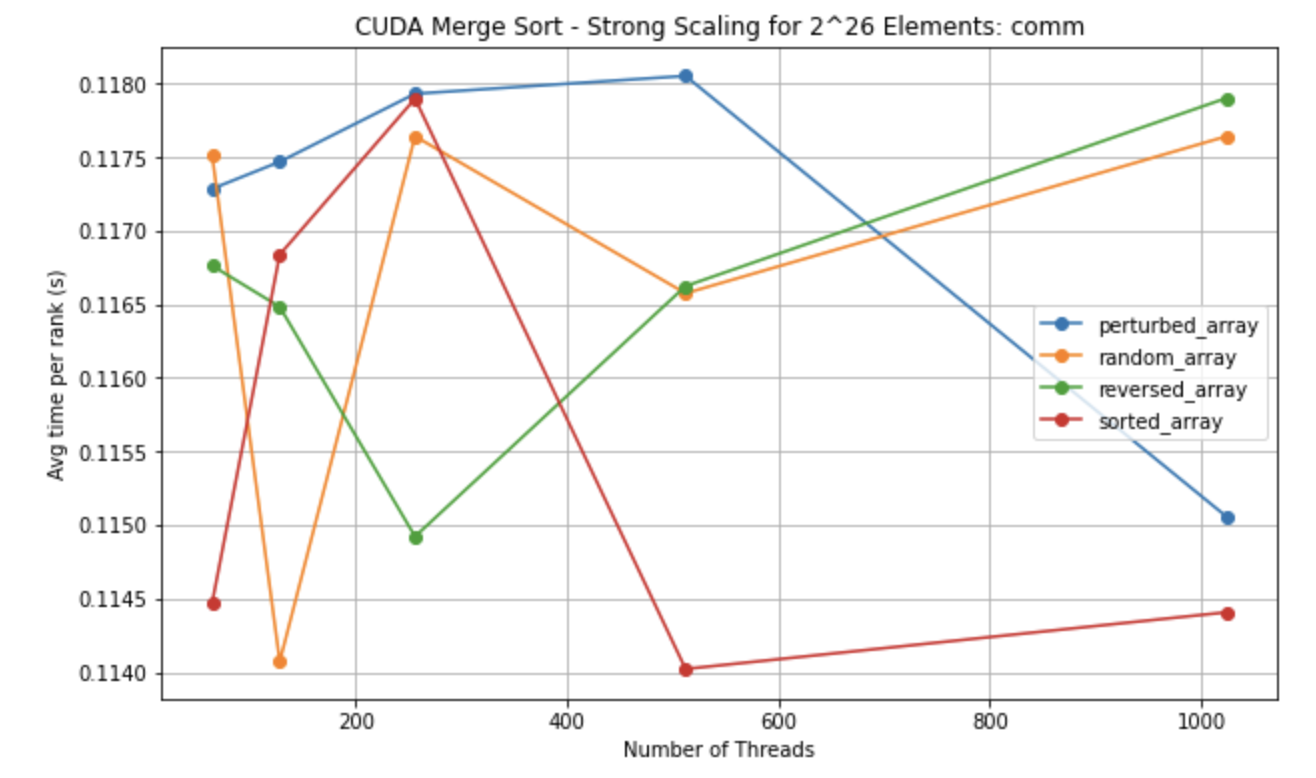 CUDA Merge Sort - Strong Scaling for 2^26 Elements: comm
Avg time per rank (s)
0.1180
0.1175
0.1170
0.1165
0.1160
0.1155
0.1150
0.1145
0.1140
perturbed_array
random_array
reversed_array
sorted_array
200 400 600 800 1000
Number of Threads